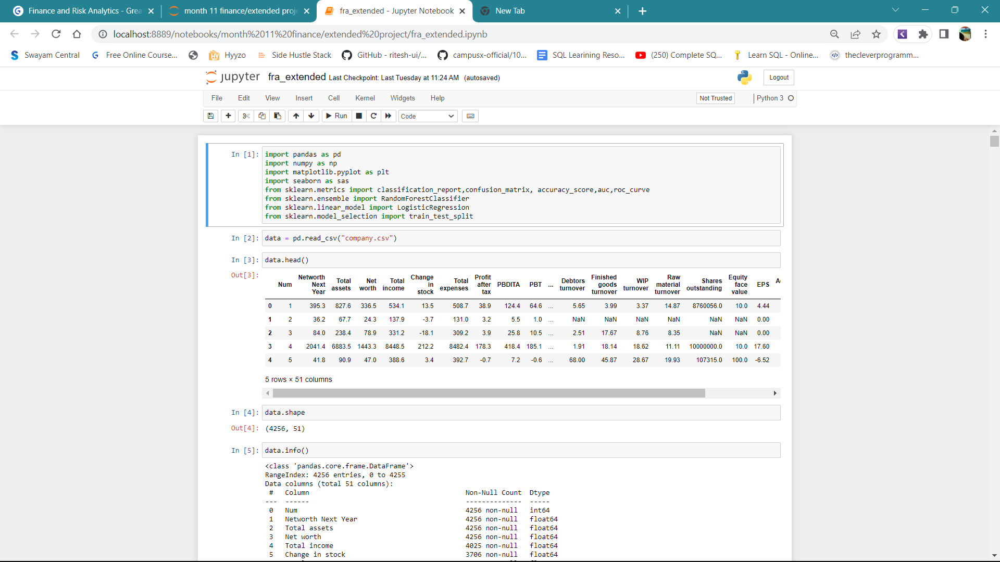 Finance and Risk Analytics - Grea
month 11 finance/extended proj
fra_extended - Jupyter Notebook
New Tab
localhost:8889/notebooks/month%2011%20finance/extended%20project/fra_extended.ipynb
Swayam Central
Free Online Course...
Hyyzo
Side Hustle Stack
GitHub - ritesh-ui/...
campusx-official/10...
SQL Learining Reso...
(250) Complete SQ...
Learn SQL - Online...
thecleverprogramm...
jupyter fra_extended Last Checkpoint: Last Tuesday at 11:24 AM (autosaved)
Logout
File Edit View Insert Cell Kernel Widgets Help
Not Trusted
Python 3
Run
Code
In [1]: import pandas as pd
import numpy as np
import matplotlib.pyplot as plt
import seaborn as sas
from sklearn.metrics import classification_report,confusion_matrix, accuracy_score,auc,roc_curve
from sklearn.ensemble import RandomForestClassifier
from sklearn.linear_model import LogisticRegression
from sklearn.model_selection import train_test_split
In [2]: data = pd.read_csv("company.csv")
In [3]: data.head()
Out[3]:
Num Networth Next Year Total assets Net worth Total income Change in stock Total expenses Profit after tax PBDITA PBT ... Debtors turnover Finished goods turnover WIP turnover Raw material turnover Shares outstanding Equity face value EPS A
0 1 395.3 827.6 336.5 534.1 13.5 508.7 38.9 124.4 64.6 ... 5.65 3.99 3.37 14.87 8760056.0 10.0 4.44
1 2 36.2 67.7 24.3 137.9 -3.7 131.0 3.2 5.5 1.0 ... NaN NaN NaN NaN NaN NaN 0.00
2 3 84.0 238.4 78.9 331.2 -18.1 309.2 3.9 25.8 10.5 ... 2.51 17.67 8.76 8.35 NaN NaN 0.00
3 4 2041.4 6883.5 1443.3 8448.5 212.2 8482.4 178.3 418.4 185.1 ... 1.91 18.14 18.62 11.11 10000000.0 10.0 17.60
4 5 41.8 90.9 47.0 388.6 3.4 392.7 -0.7 7.2 -0.6 ... 68.00 45.87 28.67 19.93 107315.0 100.0 -6.52
5 rows × 51 columns
In [4]: data.shape
Out[4]: (4256, 51)
In [5]: data.info()
<class 'pandas.core.frame.DataFrame'>
RangeIndex: 4256 entries, 0 to 4255
Data columns (total 51 columns):
# Column Non-Null Count Dtype
--- ------ -------------- -----
0 Num 4256 non-null int64
1 Networth Next Year 4256 non-null float64
2 Total assets 4256 non-null float64
3 Net worth 4256 non-null float64
4 Total income 4025 non-null float64
5 Change in stock 3706 non-null float64